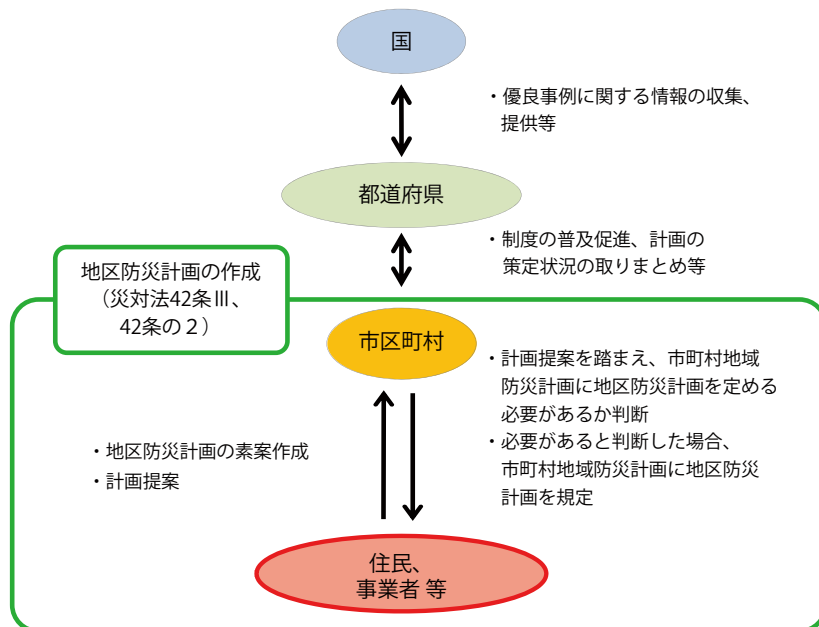 国
・優良事例に関する情報の収集、
提供等
都道府県
・制度の普及促進、計画の
策定状況の取りまとめ等
地区防災計画の作成
（災対法42条Ⅲ、
42条の２）
市区町村
・計画提案を踏まえ、市町村地域
防災計画に地区防災計画を定める
必要があるか判断
・必要があると判断した場合、
市町村地域防災計画に地区防災
計画を規定
・地区防災計画の素案作成
・計画提案
住民、
事業者 等